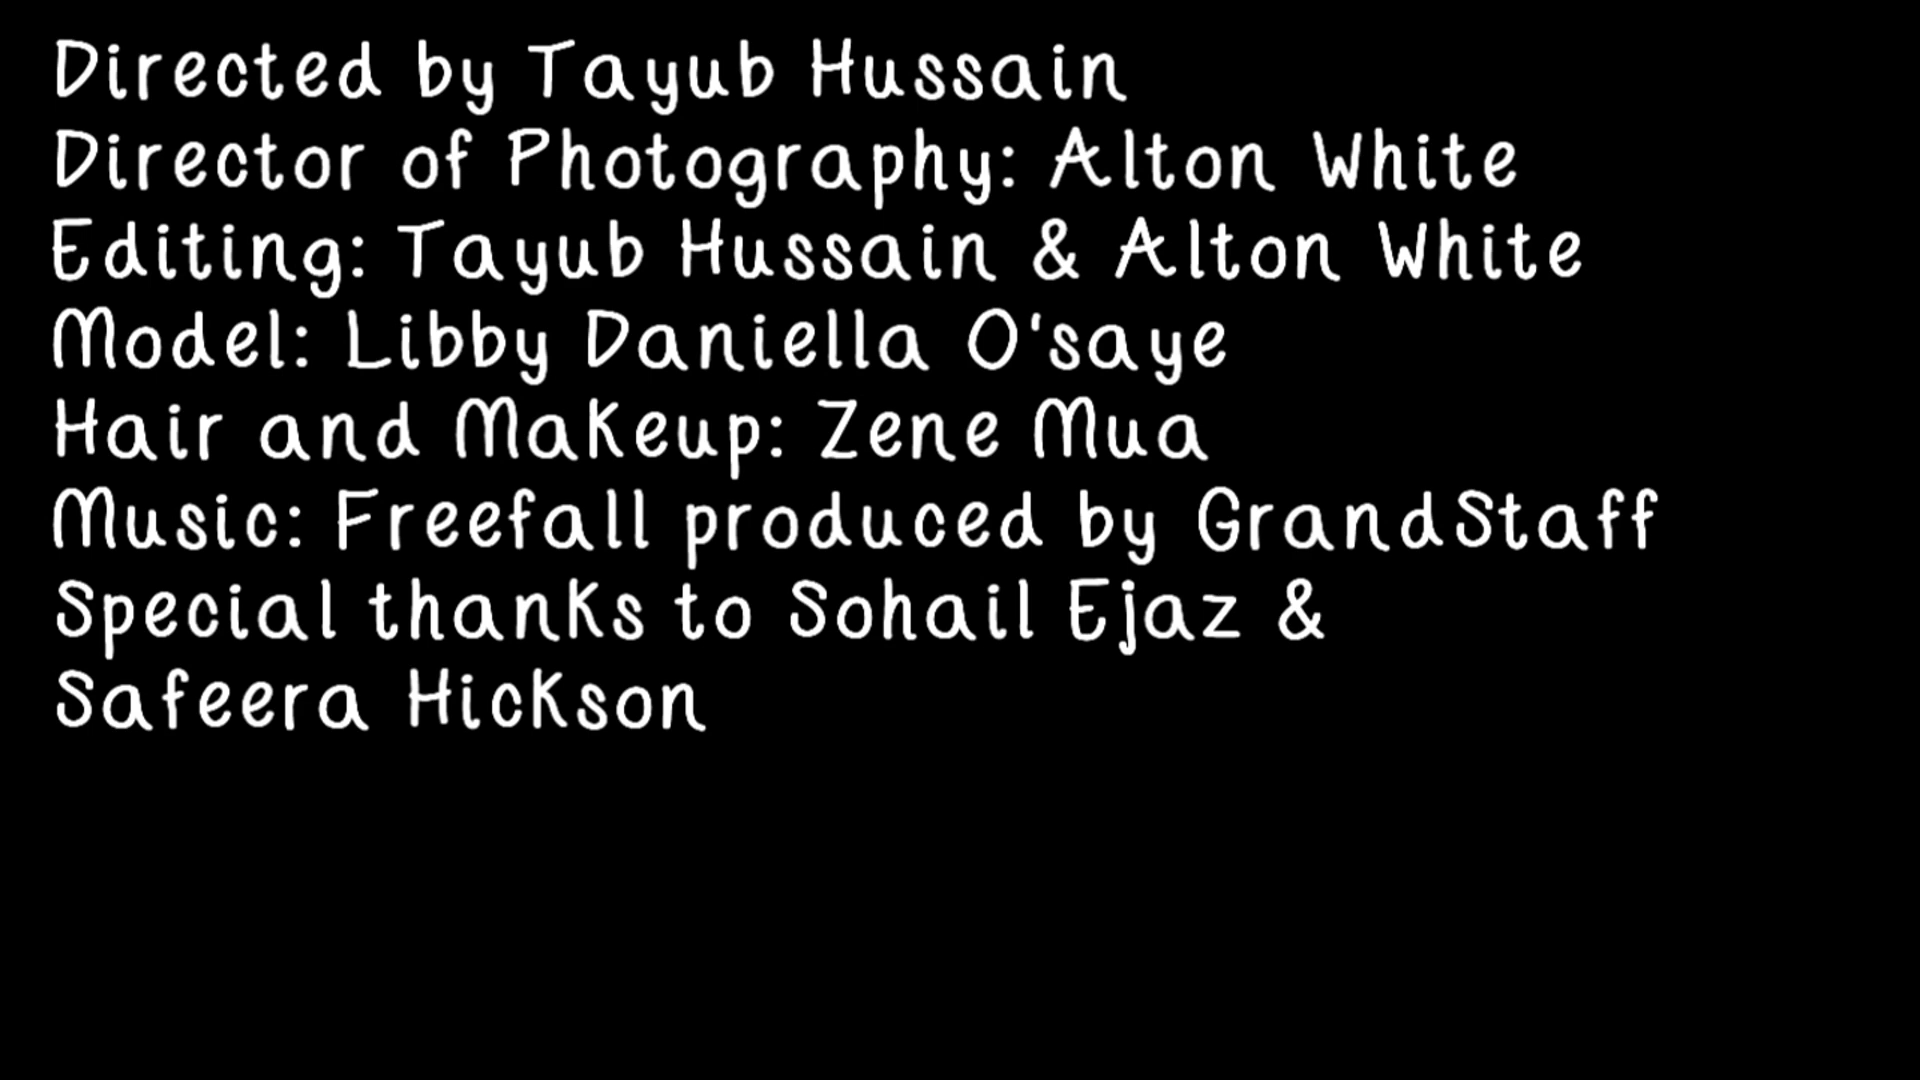 Directed by Tayub Hussain
Director of Photography: Alton White
Editing: Tayub Hussain & Alton White
Model: Libby Daniella O'saye
Hair and Makeup: Zene Mua
Music: Freefall produced by GrandStaff
Special thanks to Sohail Ejaz &
Safeera Hickson